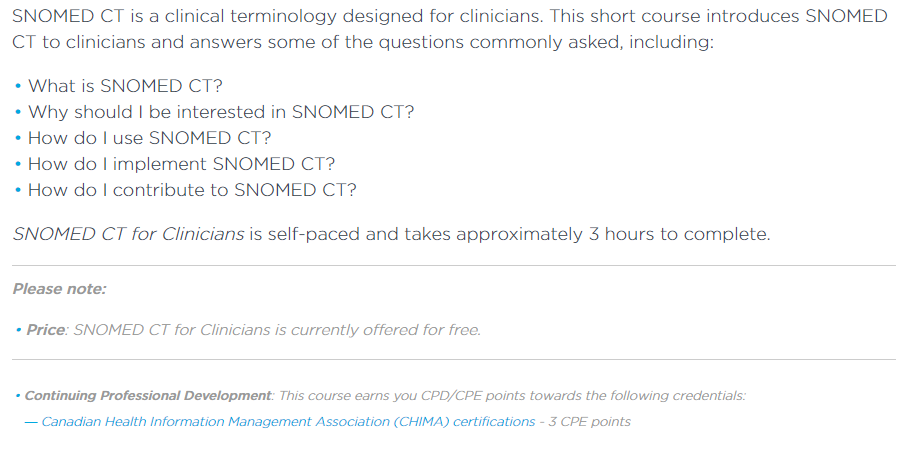 SNOMED CT is a clinical terminology designed for clinicians. This short course introduces SNOMED
CT to clinicians and answers some of the questions commonly asked, including:
• What is SNOMED CT?
• Why should I be interested in SNOMED CT?
• How do I use SNOMED CT?
• How do I implement SNOMED CT?
• How do I contribute to SNOMED CT?
SNOMED CT for Clinicians is self-paced and takes approximately 3 hours to complete.
Please note:
• Price: SNOMED CT for Clinicians is currently offered for free.
• Continuing Professional Development: This course earns you CPD/CPE points towards the following credentials:
— Canadian Health Information Management Association (CHIMA) certifications - 3 CPE points